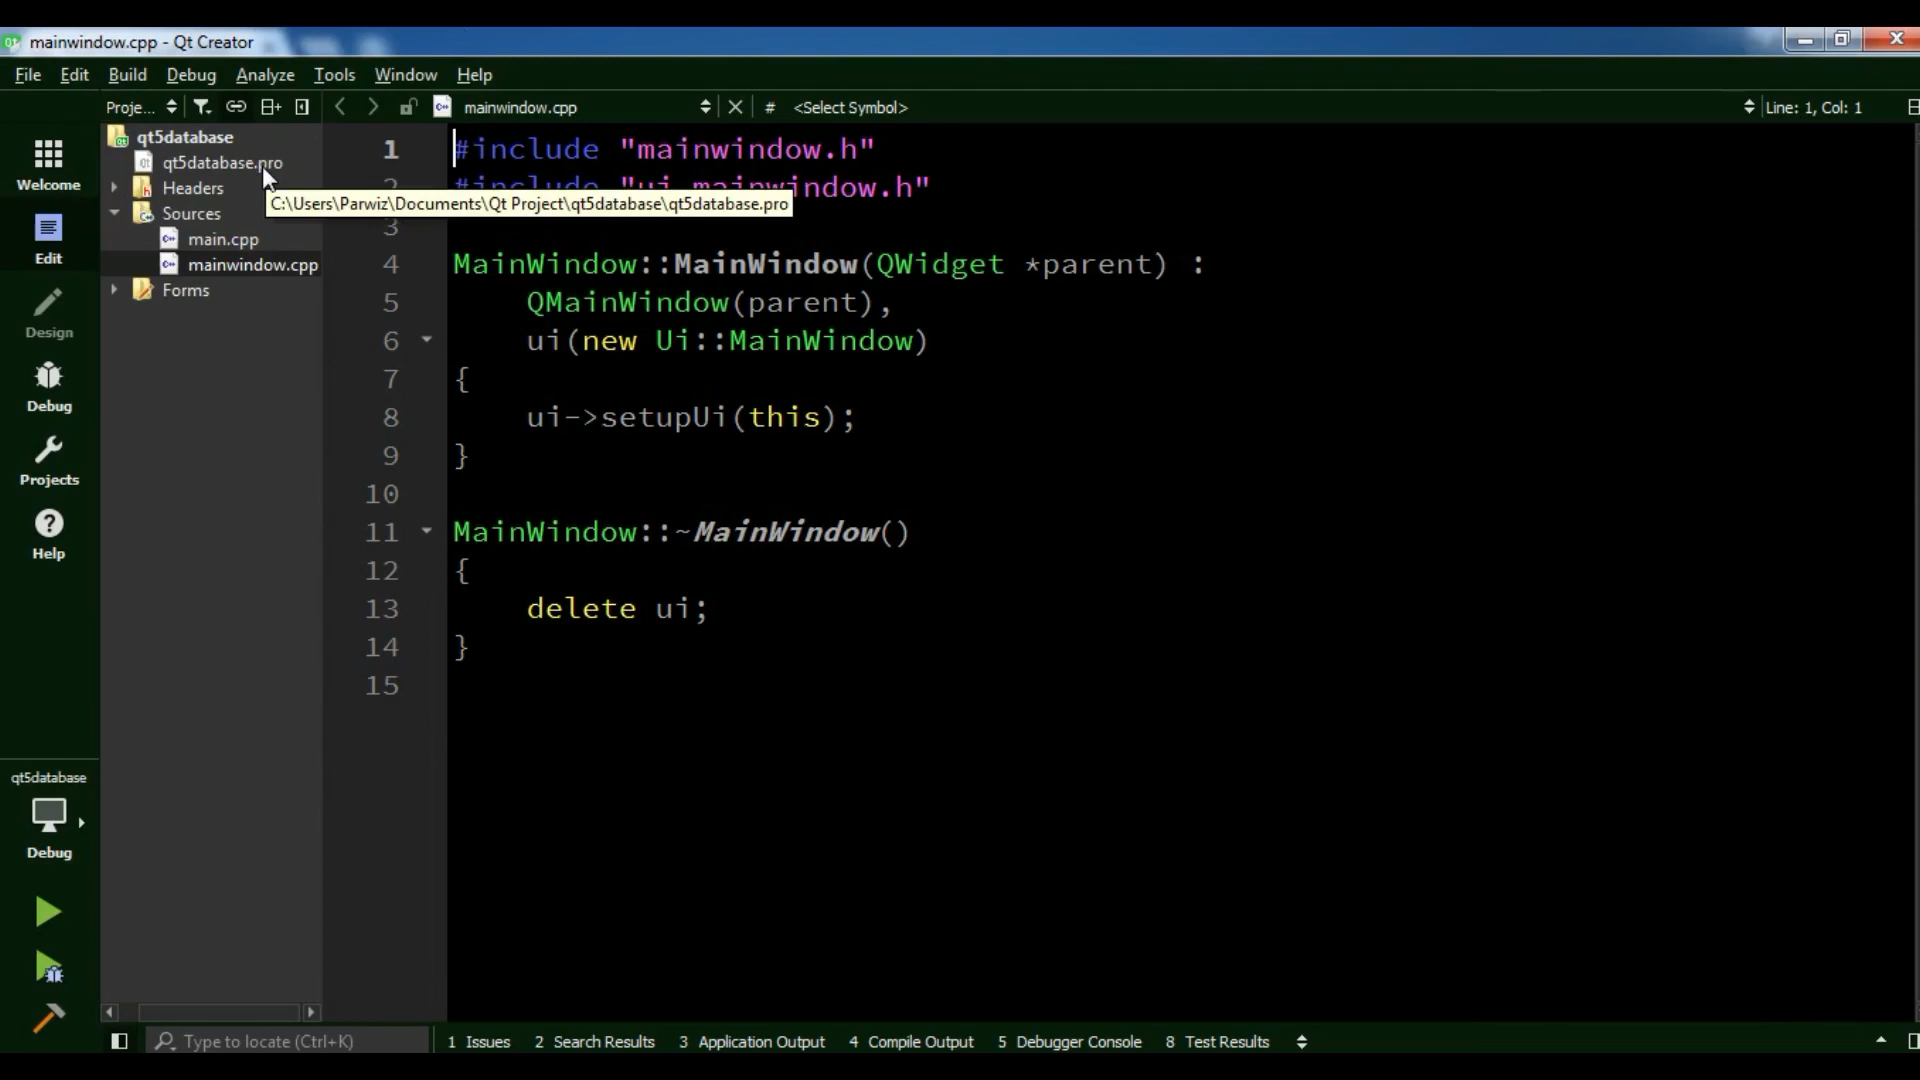 mainwindow.cpp - Qt Creator
File Edit Build Debug Analyze Tools Window Help
Proje... mainwindow.cpp # <Select Symbol> Line: 1, Col: 1
Welcome
Edit
Design
Debug
Projects
Help
qt5database
Debug
qt5database
qt5database.pro
Headers
Sources
main.cpp
mainwindow.cpp
Forms
C:\Users\Parwiz\Documents\Qt Project\qt5database\qt5database.pro
1 #include "mainwindow.h"
2 #include "ui_mainwindow.h"
3
4 MainWindow::MainWindow(QWidget *parent) :
5 QMainWindow(parent),
6 ui(new Ui::MainWindow)
7 {
8 ui->setupUi(this);
9 }
10
11 MainWindow::~MainWindow()
12 {
13 delete ui;
14 }
15
Type to locate (Ctrl+K) 1 Issues 2 Search Results 3 Application Output 4 Compile Output 5 Debugger Console 8 Test Results